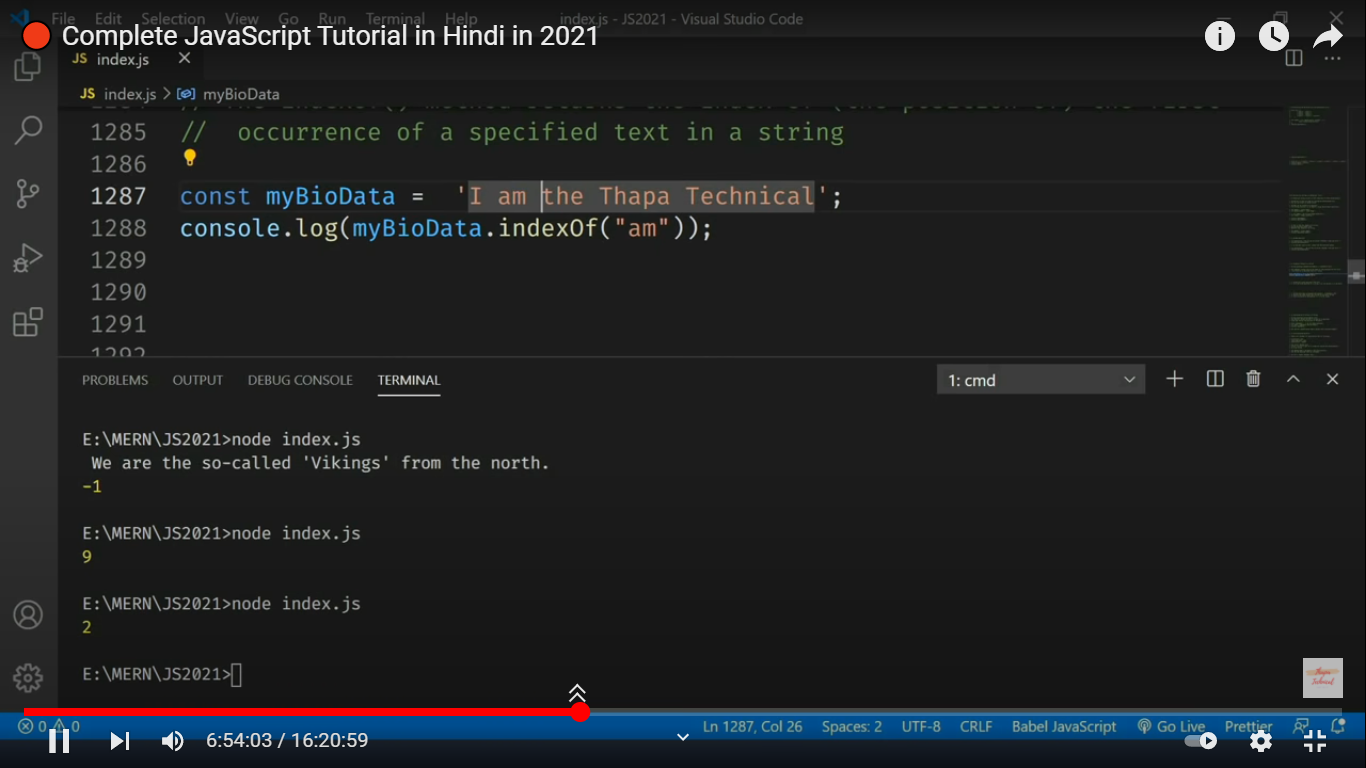 File Edit Selection View Go Run Terminal Help index.js - JS2021 - Visual Studio Code
Complete JavaScript Tutorial in Hindi in 2021
JS index.js
JS index.js > myBioData
1285 // occurrence of a specified text in a string
1286
1287 const myBioData = 'I am the Thapa Technical';
1288 console.log(myBioData.indexOf("am"));
1289
1290
1291
1292
PROBLEMS OUTPUT DEBUG CONSOLE TERMINAL 1: cmd
E:\MERN\JS2021>node index.js
We are the so-called 'Vikings' from the north.
-1
E:\MERN\JS2021>node index.js
9
E:\MERN\JS2021>node index.js
2
E:\MERN\JS2021>
Thapa
Technical
0 0 Ln 1287, Col 26 Spaces: 2 UTF-8 CRLF Babel JavaScript Go Live Prettier
6:54:03 / 16:20:59